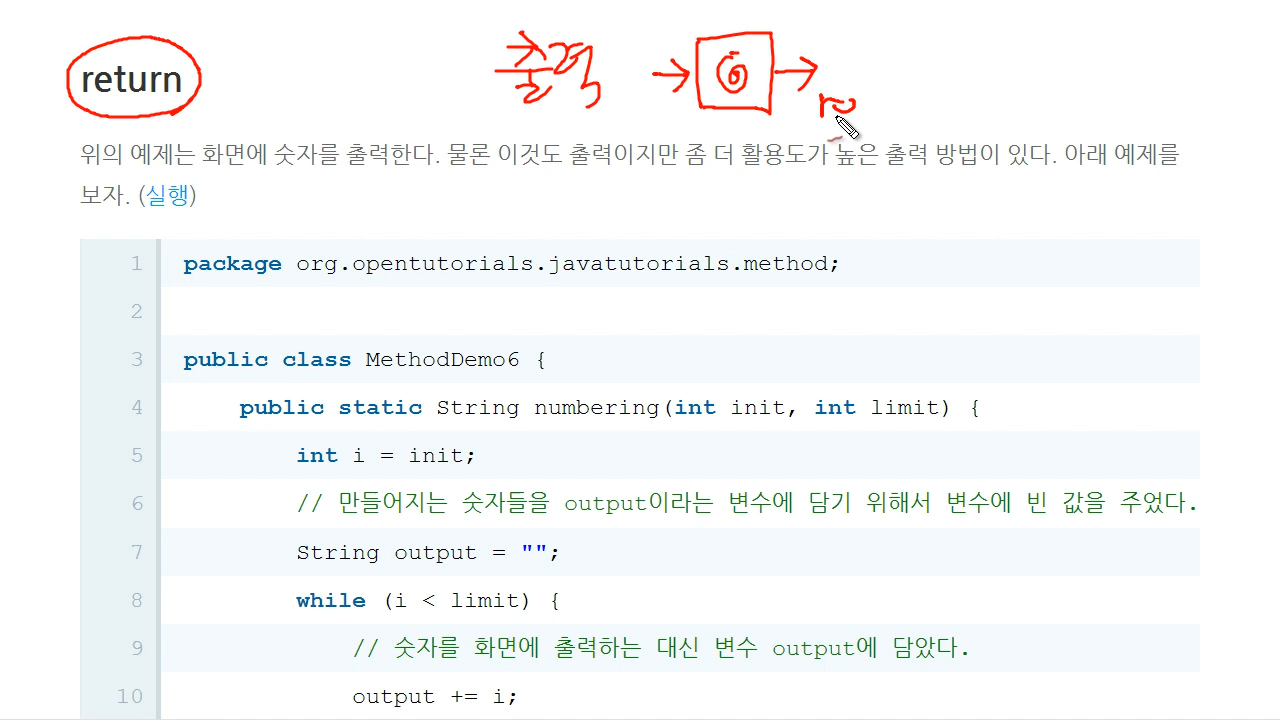 return
출력
위의 예제는 화면에 숫자를 출력한다. 물론 이것도 출력이지만 좀 더 활용도가 높은 출력 방법이 있다. 아래 예제를
보자. (실행)
1 package org.opentutorials.javatutorials.method;
2
3 public class MethodDemo6 {
4 public static String numbering(int init, int limit) {
5 int i = init;
6 // 만들어지는 숫자들을 output이라는 변수에 담기 위해서 변수에 빈 값을 주었다.
7 String output = "";
8 while (i < limit) {
9 // 숫자를 화면에 출력하는 대신 변수 output에 담았다.
10 output += i;